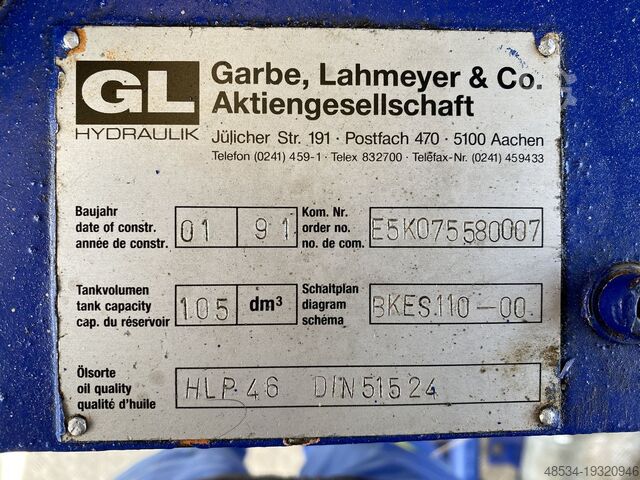 GL
HYDRAULIK
Garbe, Lahmeyer & Co.
Aktiengesellschaft
Jülicher Str. 191 · Postfach 470 · 5100 Aachen
Telefon (0241) 459-1 · Telex 832700 · Telefax-Nr. (0241) 459433
Baujahr
date of constr.
année de constr.
01 91
Kom. Nr.
order no.
no. de com.
E5K075580007
Tankvolumen
tank capacity
cap. du réservoir
105 dm³
Schaltplan
diagram
schéma
BKES.110-00
Ölsorte
oil quality
qualité d'huile
HLP 46 DIN 51524
48534-19320946